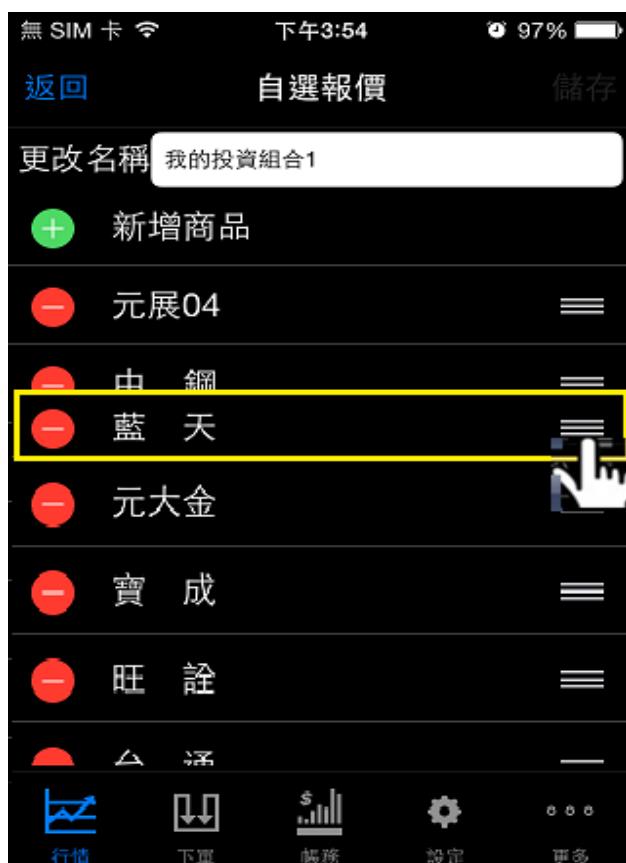 無 SIM 卡 下午3:54 97%
返回 自選報價 儲存
更改名稱 我的投資組合1
新增商品
元展04
中 鋼
藍 天
元大金
寶 成
旺 詮
行情 下單 帳務 設定 更多